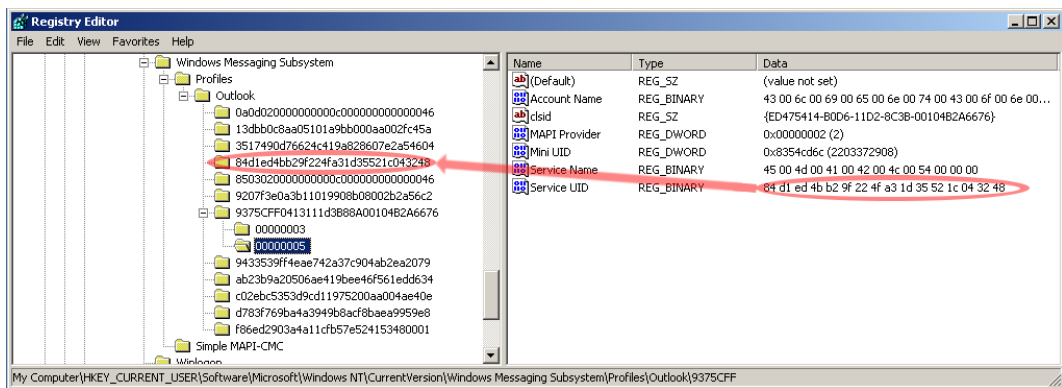 Registry Editor
File Edit View Favorites Help
Windows Messaging Subsystem
Profiles
Outlook
0a0d020000000000c000000000000046
13dbb0c8aa05101a9bb000aa002fc45a
3517490d76624c419a828607e2a54604
84d1ed4bb29f224fa31d35521c043248
8503020000000000c000000000000046
9207f3e0a3b11019908b08002b2a56c2
9375CFF0413111d3B88A00104B2A6676
00000003
00000005
9433539ff4eae742a37c904ab2ea2079
ab23b9a20506ae419bee46f561edd634
c02ebc5353d9cd11975200aa004ae40e
d783f769ba4a3949b8acf8baea9959e8
f86ed2903a4a11cfb57e524153480001
Simple MAPI-CMC
Winlogon
Name Type Data
(Default) REG_SZ (value not set)
Account Name REG_BINARY 43 00 6c 00 69 00 65 00 6e 00 74 00 43 00 6f 00 6e 00...
clsid REG_SZ {ED475414-B0D6-11D2-8C3B-00104B2A6676}
MAPI Provider REG_DWORD 0x00000002 (2)
Mini UID REG_DWORD 0x8354cd6c (2203372908)
Service Name REG_BINARY 45 00 4d 00 41 00 42 00 4c 00 54 00 00 00
Service UID REG_BINARY 84 d1 ed 4b b2 9f 22 4f a3 1d 35 52 1c 04 32 48
My Computer\HKEY_CURRENT_USER\Software\Microsoft\Windows NT\CurrentVersion\Windows Messaging Subsystem\Profiles\Outlook\9375CFF